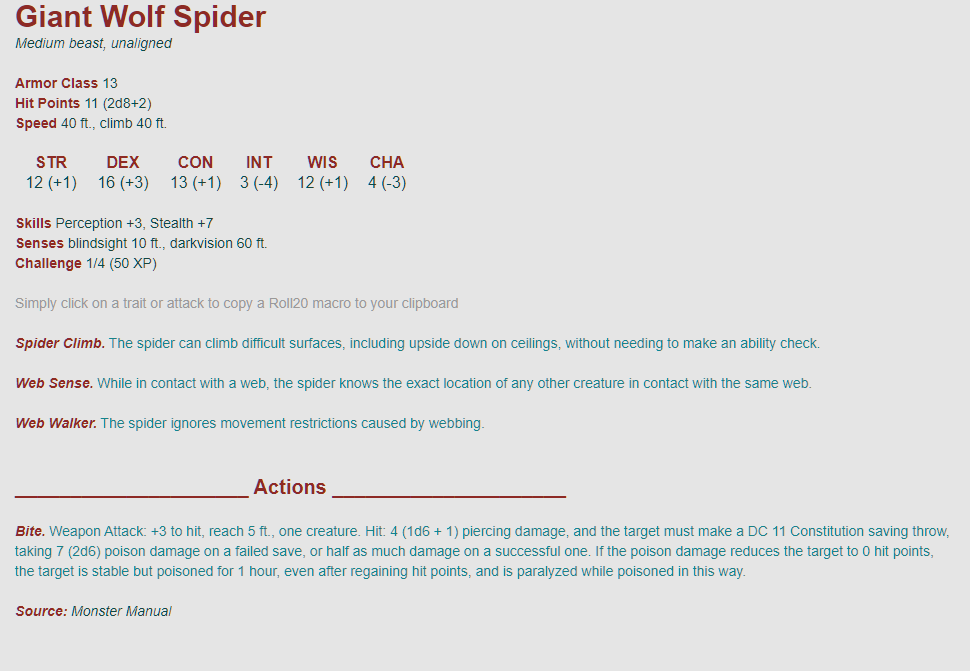 Giant Wolf Spider
Medium beast, unaligned
Armor Class 13
Hit Points 11 (2d8+2)
Speed 40 ft., climb 40 ft.
STR DEX CON INT WIS CHA
12 (+1) 16 (+3) 13 (+1) 3 (-4) 12 (+1) 4 (-3)
Skills Perception +3, Stealth +7
Senses blindsight 10 ft., darkvision 60 ft.
Challenge 1/4 (50 XP)
Simply click on a trait or attack to copy a Roll20 macro to your clipboard
Spider Climb. The spider can climb difficult surfaces, including upside down on ceilings, without needing to make an ability check.
Web Sense. While in contact with a web, the spider knows the exact location of any other creature in contact with the same web.
Web Walker. The spider ignores movement restrictions caused by webbing.
Actions
Bite. Weapon Attack: +3 to hit, reach 5 ft., one creature. Hit: 4 (1d6 + 1) piercing damage, and the target must make a DC 11 Constitution saving throw,
taking 7 (2d6) poison damage on a failed save, or half as much damage on a successful one. If the poison damage reduces the target to 0 hit points,
the target is stable but poisoned for 1 hour, even after regaining hit points, and is paralyzed while poisoned in this way.
Source: Monster Manual